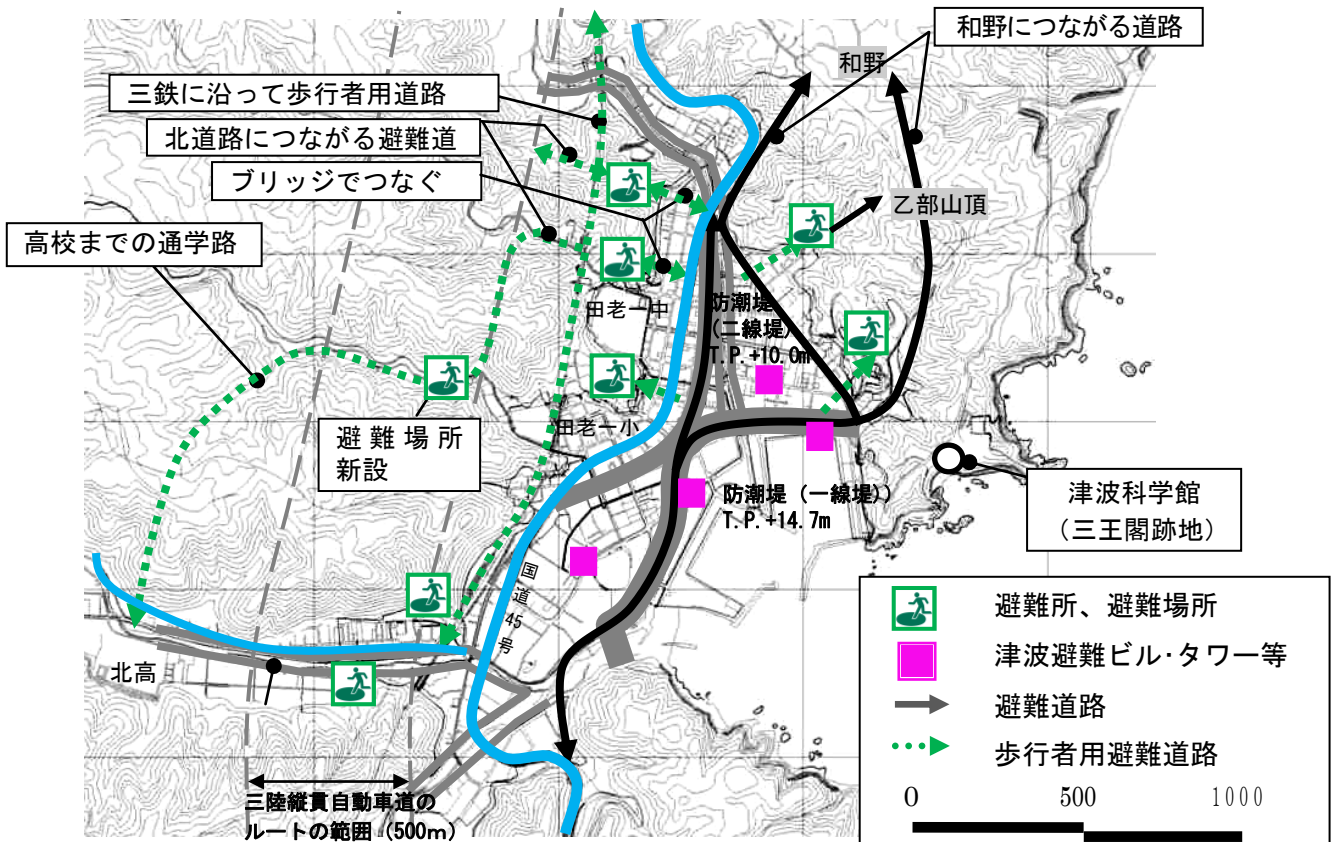 和野につながる道路
和野
三鉄に沿って歩行者用道路
北道路につながる避難道
ブリッジでつなぐ
乙部山頂
高校までの通学路
田老一中
防潮堤
(二線堤)
T.P.+10.0m
避難場所
新設
田老一小
防潮堤（一線堤)）
T.P.+14.7m
津波科学館
（三王閣跡地）
国道45号
北高
三陸縦貫自動車道の
ルートの範囲（500m）
避難所、避難場所
津波避難ビル・タワー等
避難道路
歩行者用避難道路
0 500 1000